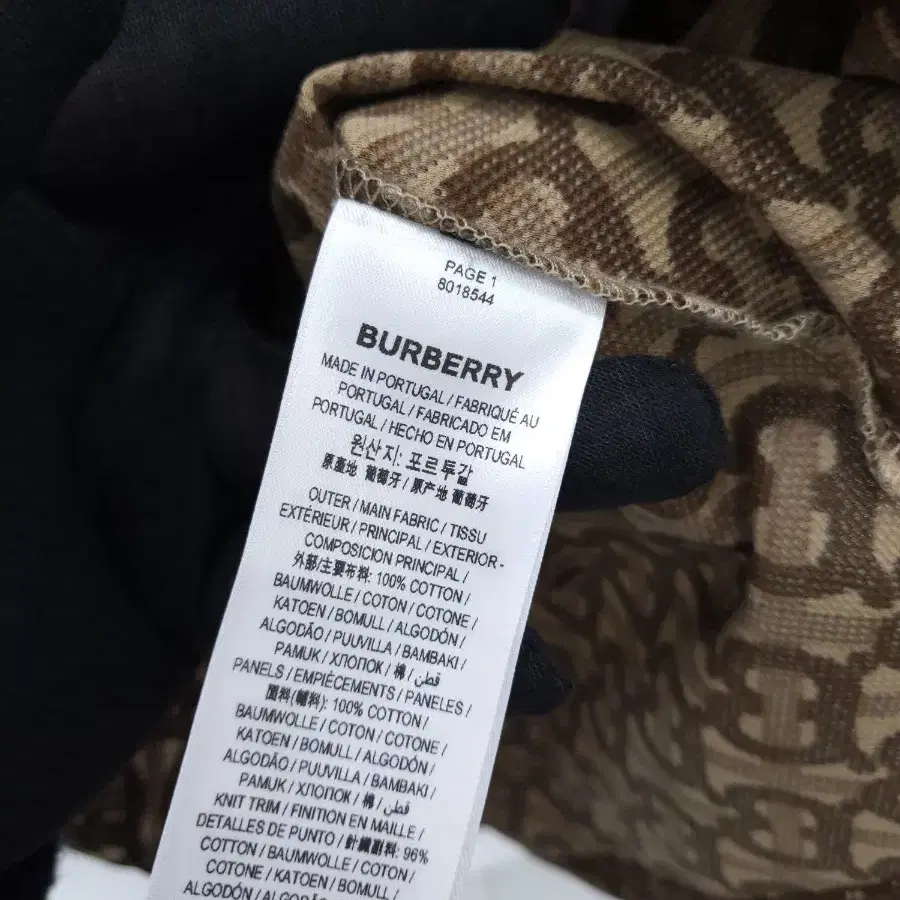 PAGE 1
8018544
BURBERRY
MADE IN PORTUGAL / FABRIQUÉ AU
PORTUGAL / FABRICADO EM
PORTUGAL / HECHO EN PORTUGAL
원산지: 포르투갈
原產地 葡萄牙 / 原产地 葡萄牙
OUTER / MAIN FABRIC / TISSU
EXTÉRIEUR / PRINCIPAL / EXTERIOR -
COMPOSICION PRINCIPAL /
外部/主要布料: 100% COTTON /
BAUMWOLLE / COTON / COTONE /
KATOEN / BOMULL / ALGODÓN /
ALGODÃO / PUUVILLA / BAMBAKI /
PAMUK / ХЛОПОК / 棉 / قطن
PANELS / EMPIÈCEMENTS / PANELES /
面料(輔料): 100% COTTON /
BAUMWOLLE / COTON / COTONE /
KATOEN / BOMULL / ALGODÓN /
ALGODÃO / PUUVILLA / BAMBAKI /
PAMUK / ХЛОПОК / 棉 / قطن /
KNIT TRIM / FINITION EN MAILLE /
DETALLES DE PUNTO / 針織副料: 96%
COTTON / BAUMWOLLE / COTON /
COTONE / KATOEN / BOMULL /
ALGODÓN / ALGODÃO /